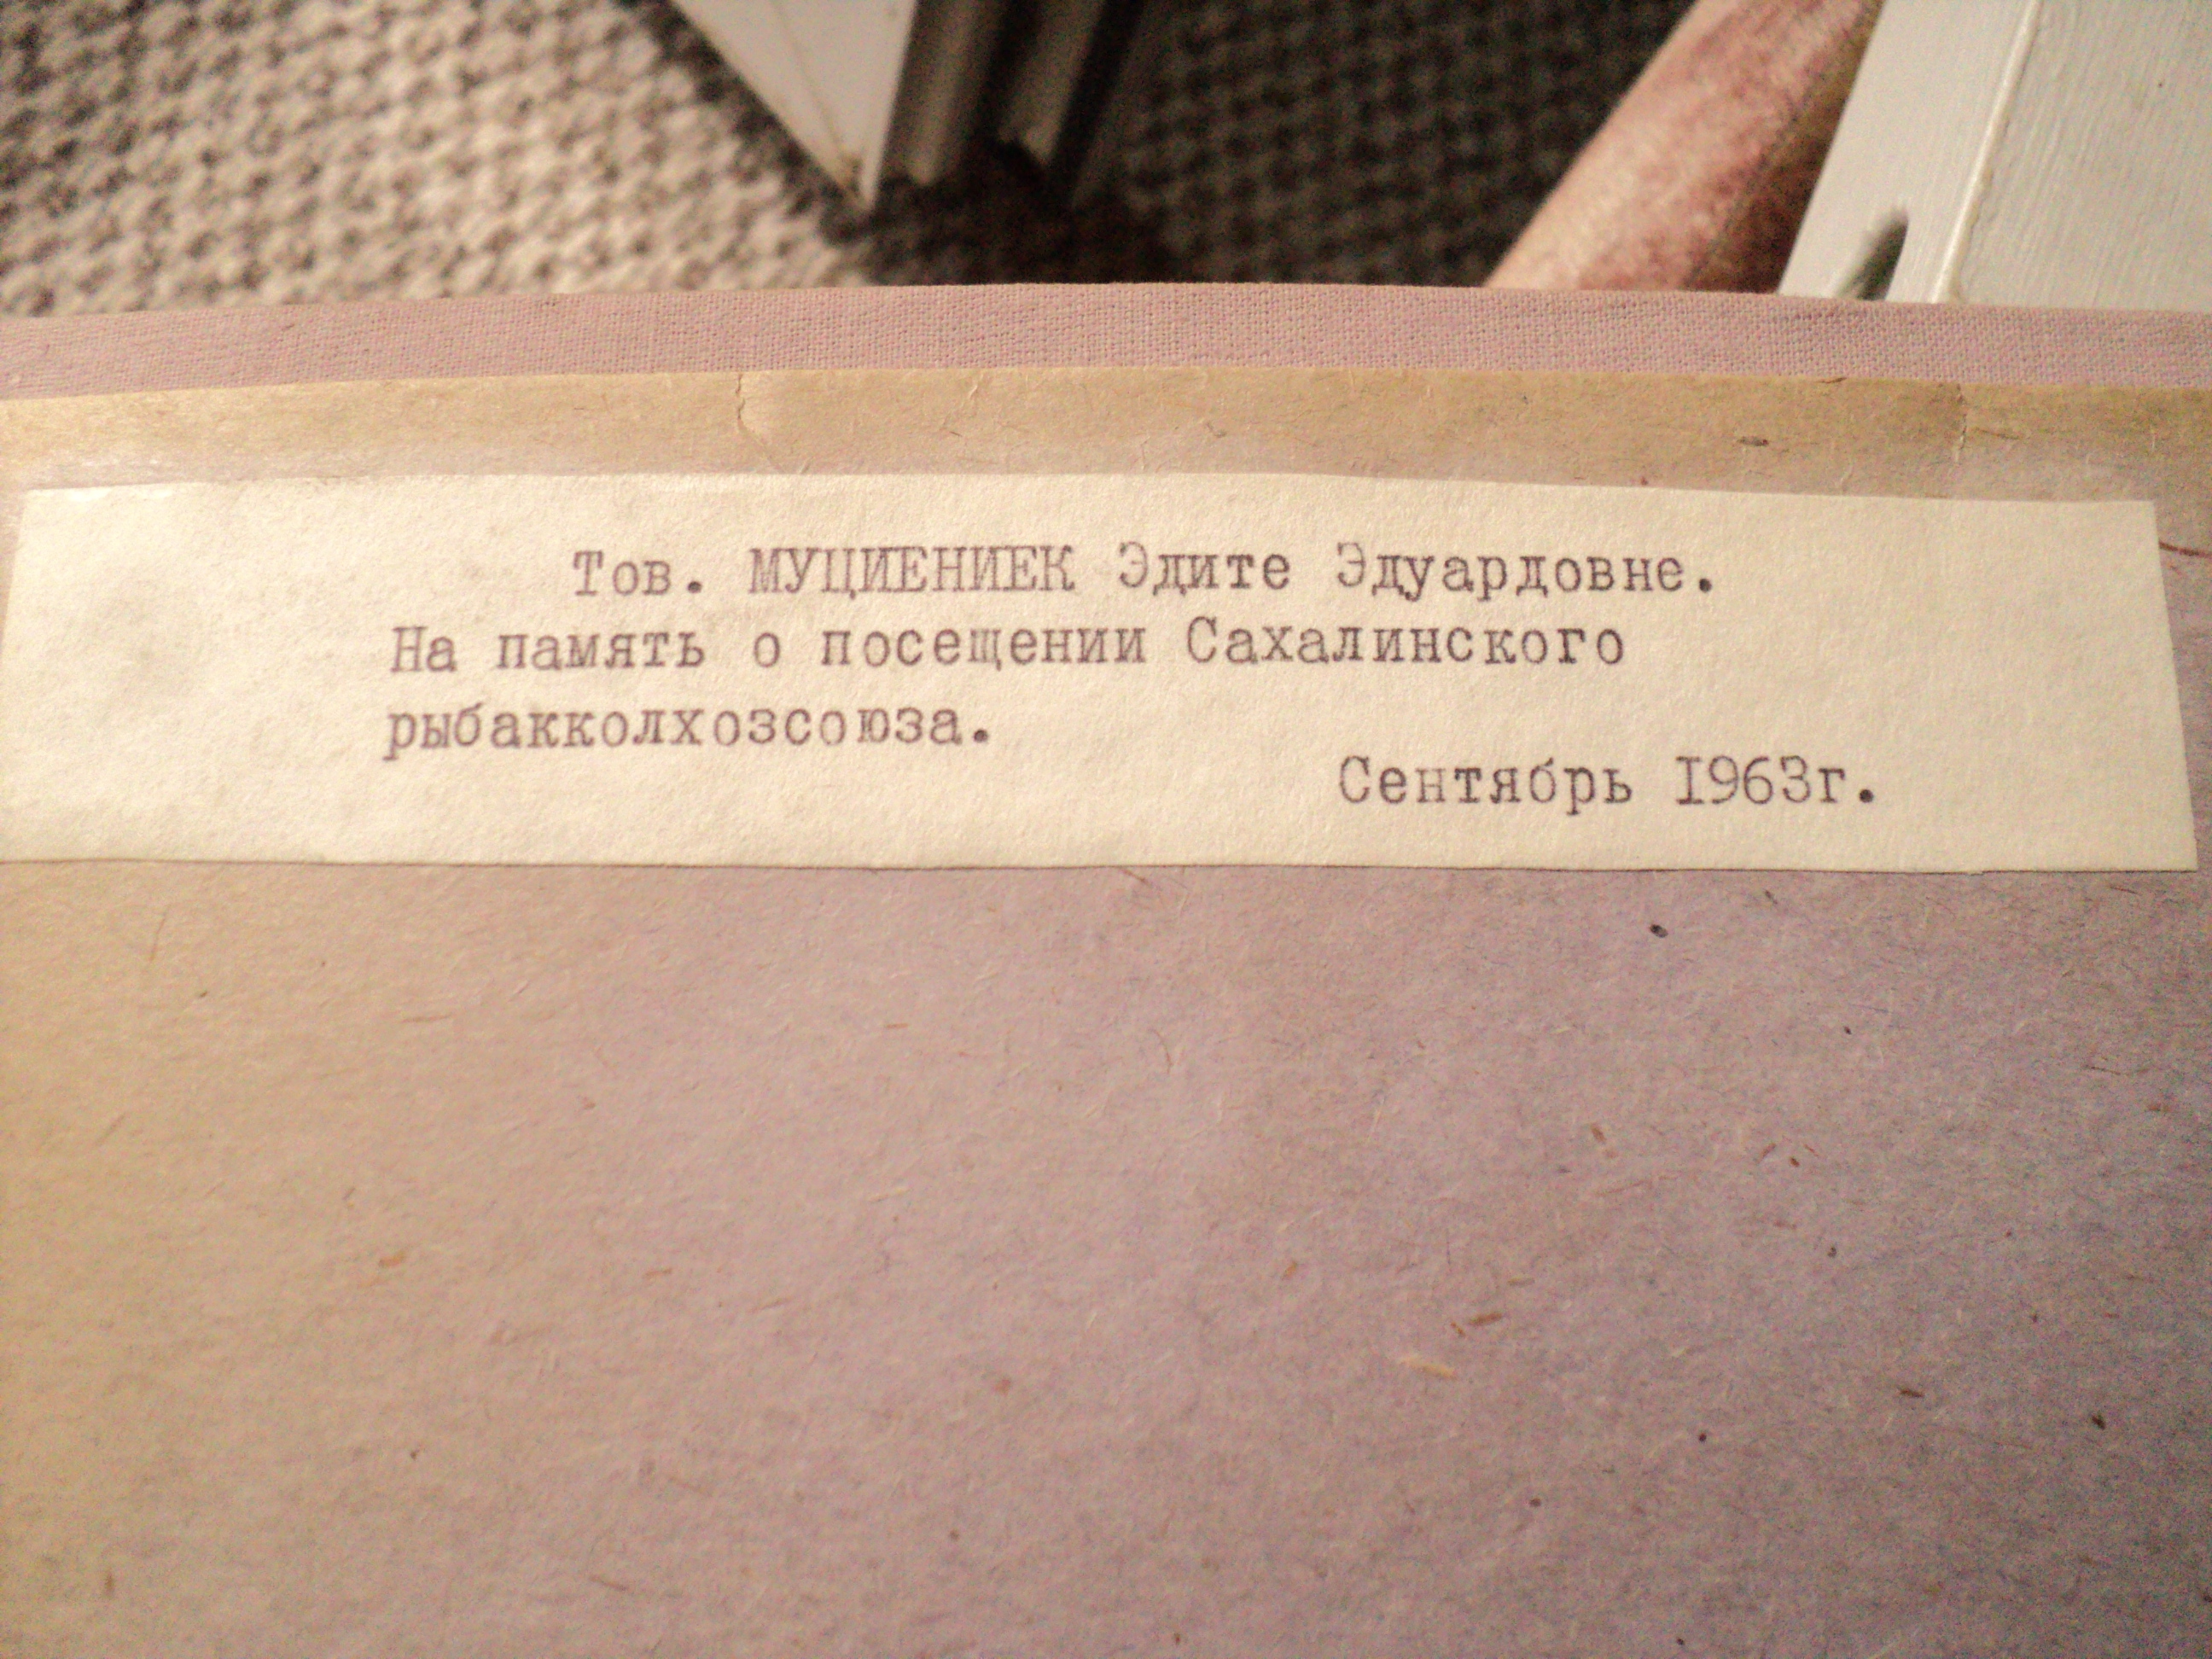 Тов. МУЦИЕНИЕК Эдите Эдуардовне.
На память о посещении Сахалинского
рыбакколхозсоюза.
Сентябрь I963г.